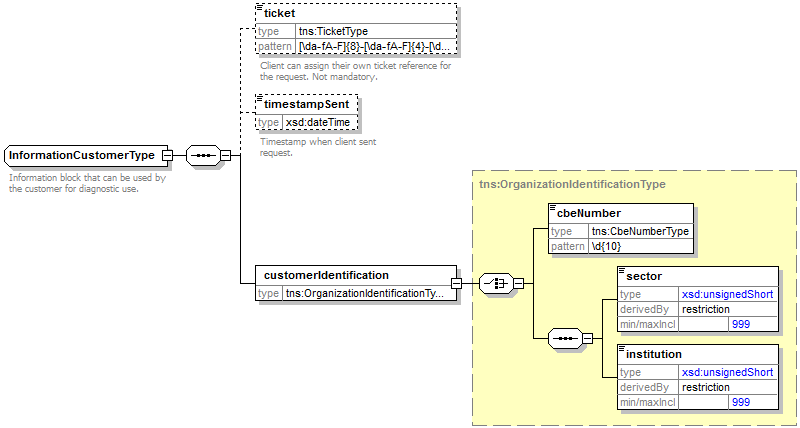 ticket
type tns:TicketType
pattern [\da-fA-F]{8}-[\da-fA-F]{4}-[\d...
Client can assign their own ticket reference for
the request. Not mandatory.
timestampSent
type xsd:dateTime
Timestamp when client sent
request.
InformationCustomerType
Information block that can be used by
the customer for diagnostic use.
customerIdentification
type tns:OrganizationIdentificationTy...
tns:OrganizationIdentificationType
cbeNumber
type tns:CbeNumberType
pattern \d{10}
sector
type xsd:unsignedShort
derivedBy restriction
min/maxIncl 999
institution
type xsd:unsignedShort
derivedBy restriction
min/maxIncl 999